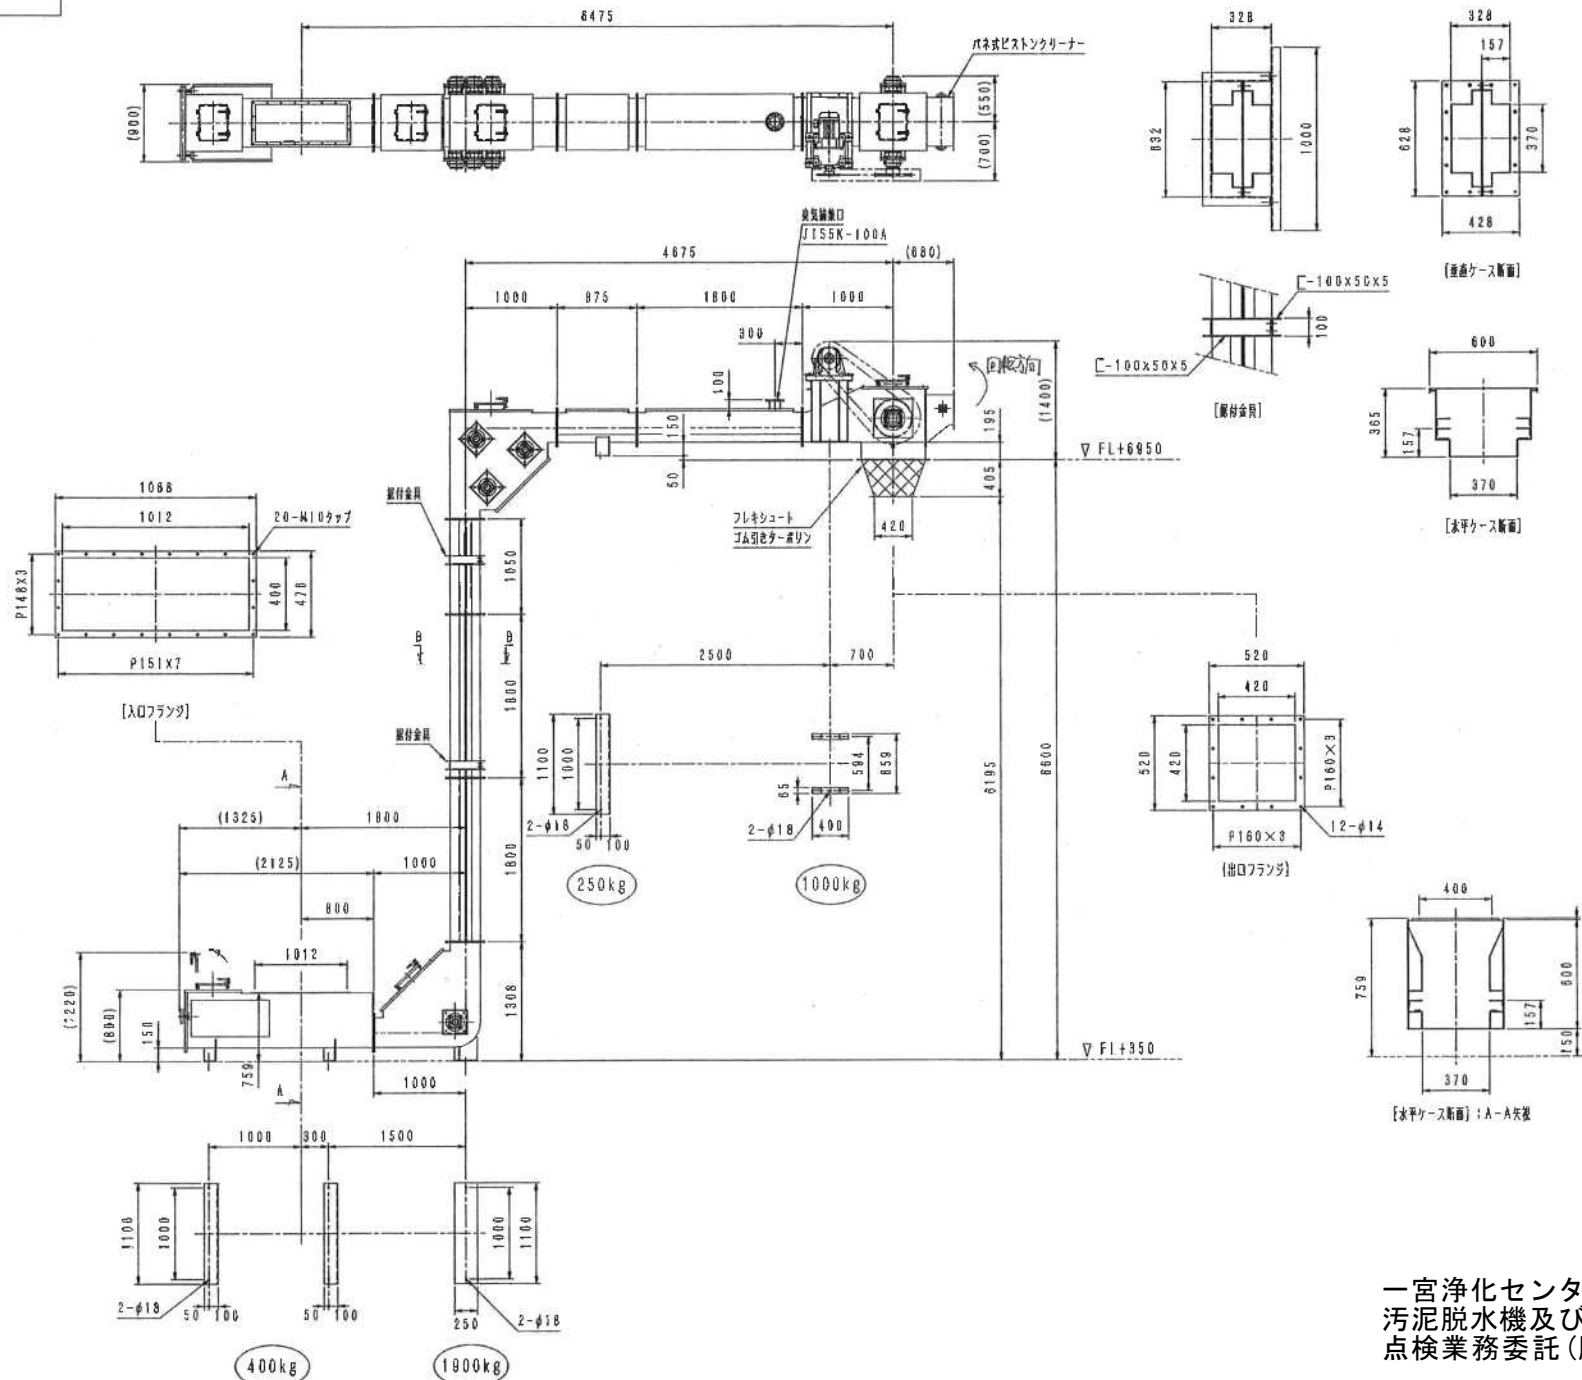 6475
バネ式ピストンクリーナー
(900)
(550)
(700)
328
832
1000
328
157
628
370
428
[垂直ケース断面]
臭気捕集口
JIS5K-100A
4675
(680)
1000
975
1800
1000
300
100
150
50
回転方向
(1400)
195
405
▽ FL+6950
フレキシュート
ゴム引きターポリン
420
[-100x50x5
100
[-100x50x5
[据付金具]
600
365
157
370
[水平ケース断面]
1068
1012
20-M10タップ
P148X3
400
476
P151X7
[入口フランジ]
据付金具
1050
B
B
1800
据付金具
1800
1308
2500
700
1100
1000
2-φ18
50
100
250kg
594
659
65
2-φ18
400
1000kg
6195
6600
520
420
520
420
P160×3
P160×3
12-φ14
[出口フランジ]
A
(1325)
1800
(2125)
1000
800
1012
(1220)
(800)
150
759
▽ FL+350
A
1000
1000
300
1500
1100
1000
2-φ18
50
100
50
100
1000
1100
250
2-φ18
400kg
1900kg
400
759
600
157
150
370
[水平ケース断面]:A-A矢視
一宮浄化センタ
汚泥脱水機及び
点検業務委託(